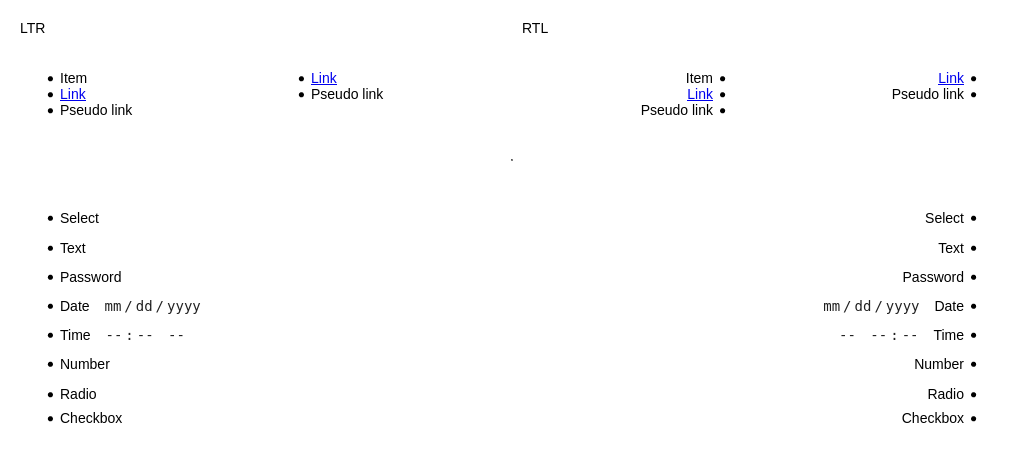 LTR
• Item
• Link
• Pseudo link
• Link
• Pseudo link
• Select
• Text
• Password
• Date mm/dd/yyyy
• Time --:-- --
• Number
• Radio
• Checkbox
RTL
Item •
Link •
Pseudo link •
Link •
Pseudo link •
.
Select •
Text •
Password •
mm/dd/yyyy Date •
-- --:-- Time •
Number •
Radio •
Checkbox •